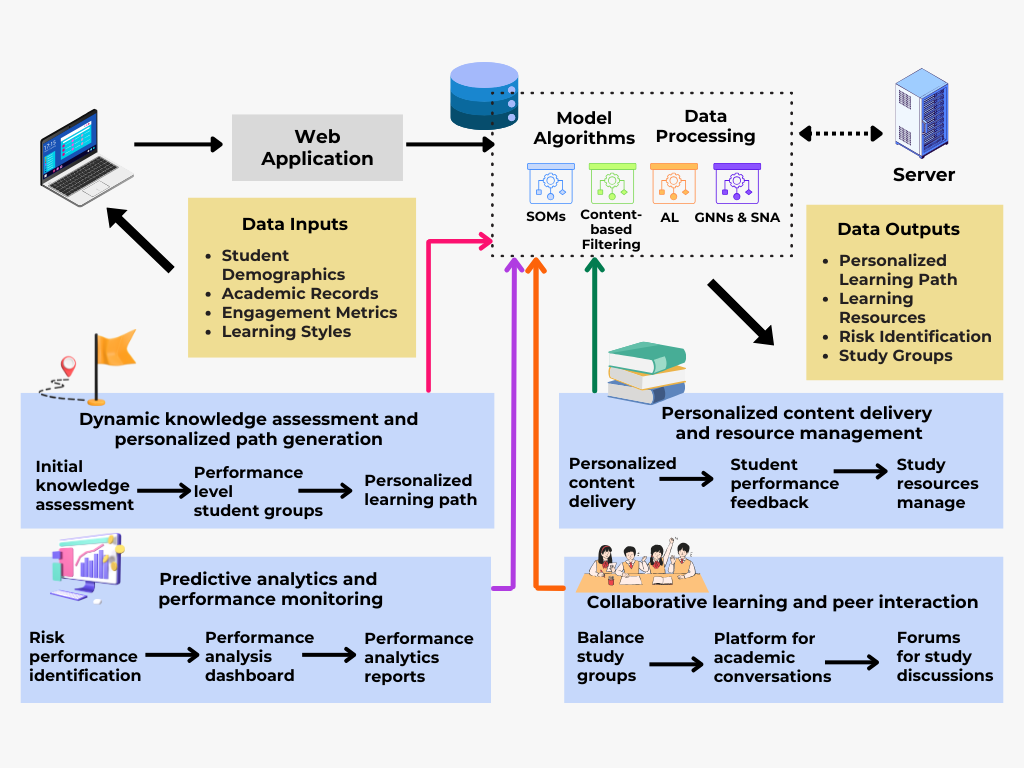 Web
Application
Model
Algorithms
Data
Processing
SOMs
Content-
based
Filtering
AL
GNNs & SNA
Server
Data Inputs
• Student
Demographics
• Academic Records
• Engagement Metrics
• Learning Styles
Data Outputs
• Personalized
Learning Path
• Learning
Resources
• Risk Identification
• Study Groups
Dynamic knowledge assessment and
personalized path generation
Initial
knowledge
assessment
Performance
level
student groups
Personalized
learning path
Personalized content delivery
and resource management
Personalized
content
delivery
Student
performance
feedback
Study
resources
manage
Predictive analytics and
performance monitoring
Risk
performance
identification
Performance
analysis
dashboard
Performance
analytics
reports
Collaborative learning and peer interaction
Balance
study
groups
Platform for
academic
conversations
Forums
for study
discussions